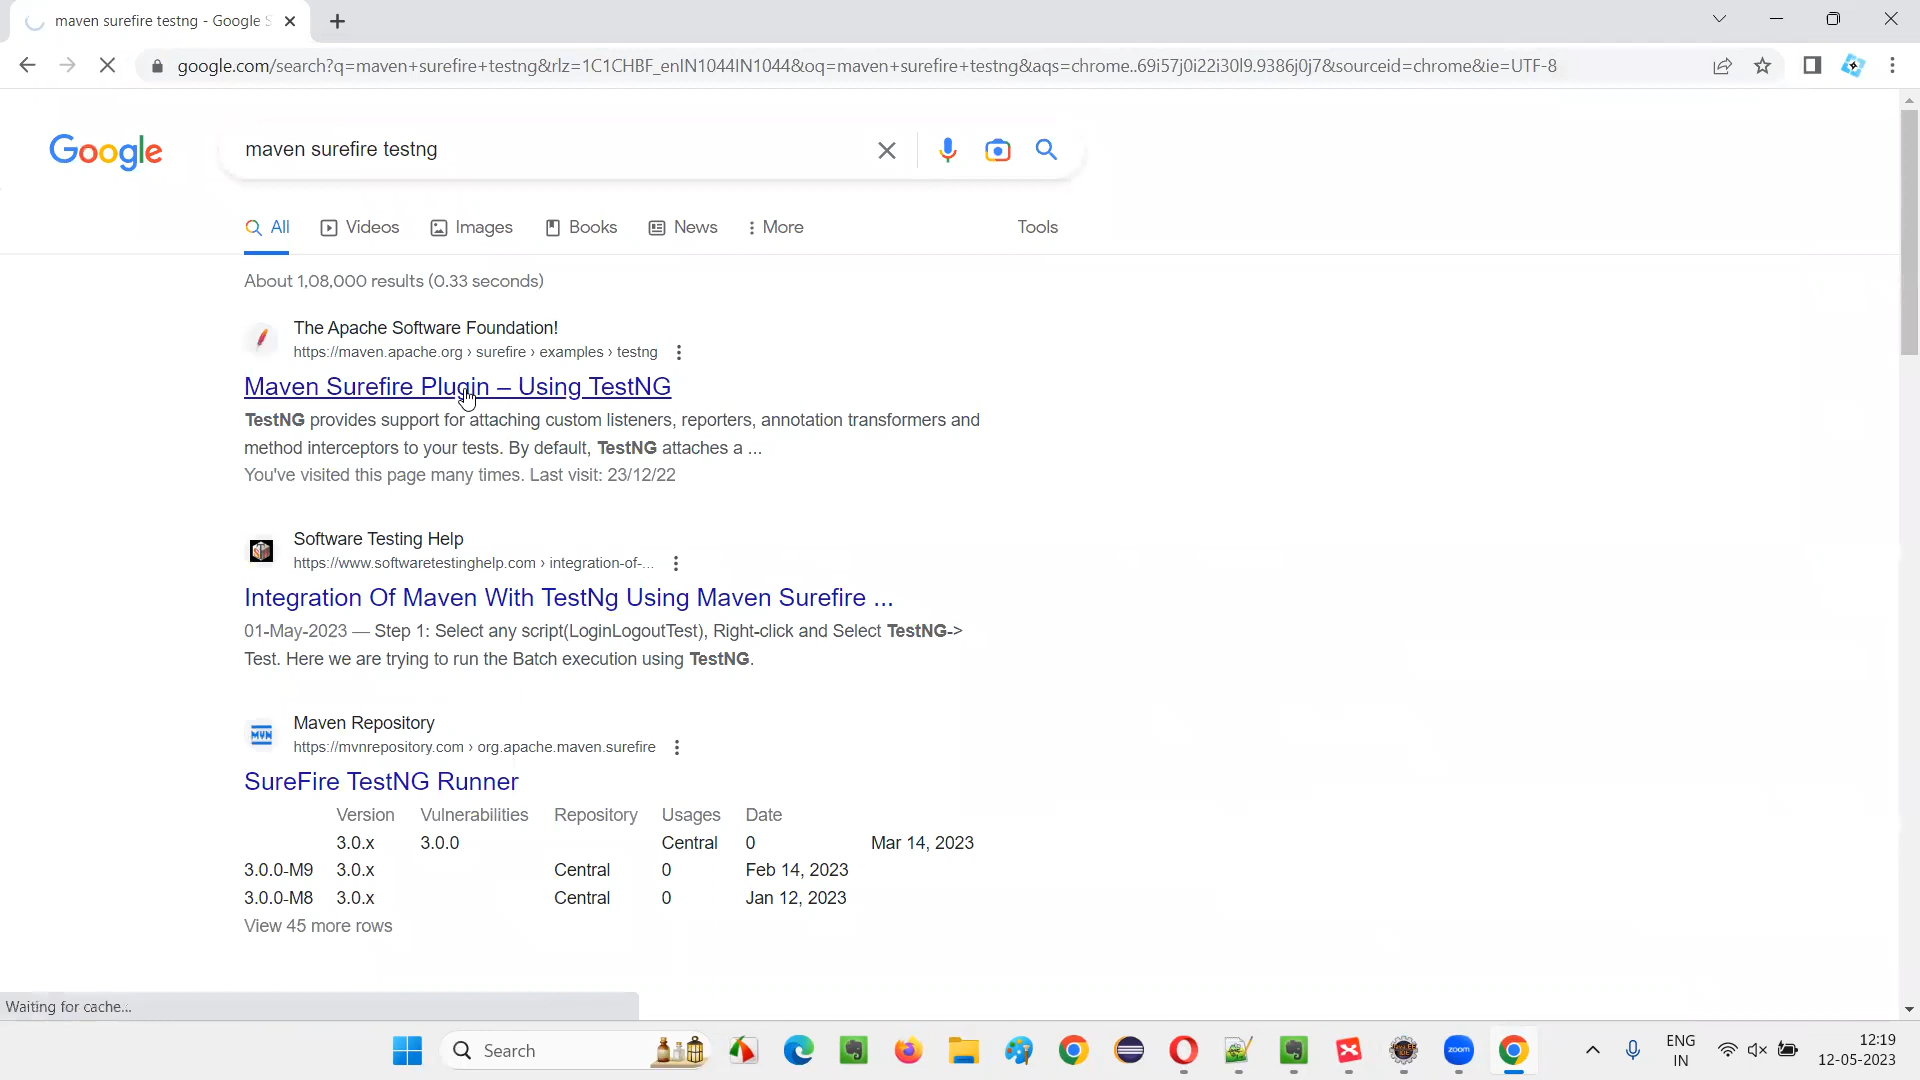 maven surefire testng - Google S
google.com/search?q=maven+surefire+testng&rlz=1C1CHBF_enIN1044IN1044&oq=maven+surefire+testng&aqs=chrome..69i57j0i22i30l9.9386j0j7&sourceid=chrome&ie=UTF-8
Google
maven surefire testng
All
Videos
Images
Books
News
More
Tools
About 1,08,000 results (0.33 seconds)
The Apache Software Foundation!
https://maven.apache.org › surefire › examples › testng
Maven Surefire Plugin – Using TestNG
TestNG provides support for attaching custom listeners, reporters, annotation transformers and
method interceptors to your tests. By default, TestNG attaches a ...
You've visited this page many times. Last visit: 23/12/22
Software Testing Help
https://www.softwaretestinghelp.com › integration-of-...
Integration Of Maven With TestNg Using Maven Surefire ...
01-May-2023 — Step 1: Select any script(LoginLogoutTest), Right-click and Select TestNG->
Test. Here we are trying to run the Batch execution using TestNG.
MVN
Maven Repository
https://mvnrepository.com › org.apache.maven.surefire
SureFire TestNG Runner
Version Vulnerabilities Repository Usages Date
3.0.x 3.0.0 Central 0 Mar 14, 2023
3.0.0-M9 3.0.x Central 0 Feb 14, 2023
3.0.0-M8 3.0.x Central 0 Jan 12, 2023
View 45 more rows
Waiting for cache...
Search
zoom
ENG
IN
12:19
12-05-2023